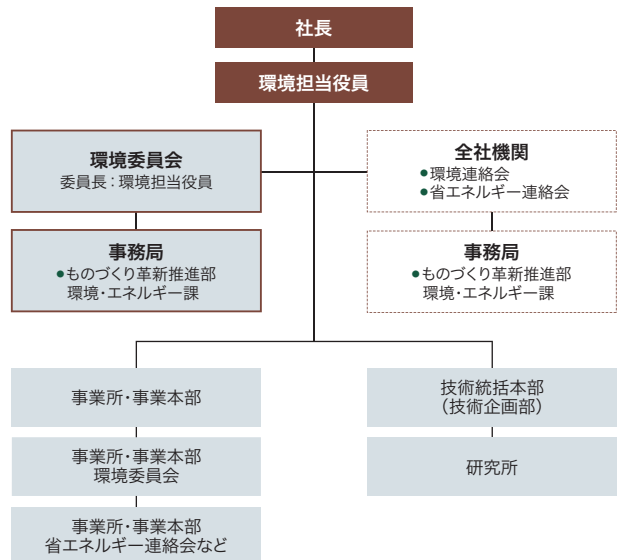 社長
環境担当役員
環境委員会
委員長：環境担当役員
事務局
●ものづくり革新推進部
環境・エネルギー課
全社機関
●環境連絡会
●省エネルギー連絡会
事務局
●ものづくり革新推進部
環境・エネルギー課
事業所・事業本部
事業所・事業本部
環境委員会
事業所・事業本部
省エネルギー連絡会など
技術統括本部
（技術企画部）
研究所